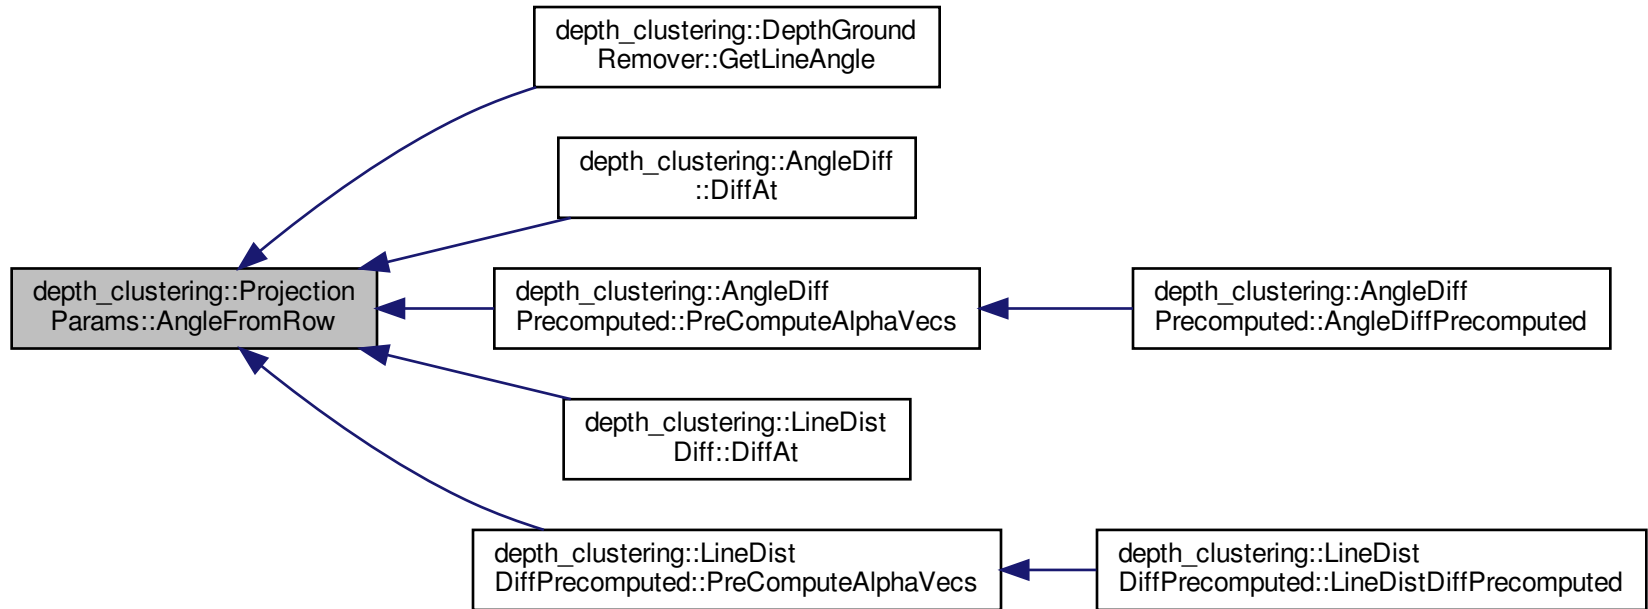 depth_clustering::DepthGround
Remover::GetLineAngle
depth_clustering::AngleDiff
::DiffAt
depth_clustering::Projection
Params::AngleFromRow
depth_clustering::AngleDiff
Precomputed::PreComputeAlphaVecs
depth_clustering::AngleDiff
Precomputed::AngleDiffPrecomputed
depth_clustering::LineDist
Diff::DiffAt
depth_clustering::LineDist
DiffPrecomputed::PreComputeAlphaVecs
depth_clustering::LineDist
DiffPrecomputed::LineDistDiffPrecomputed